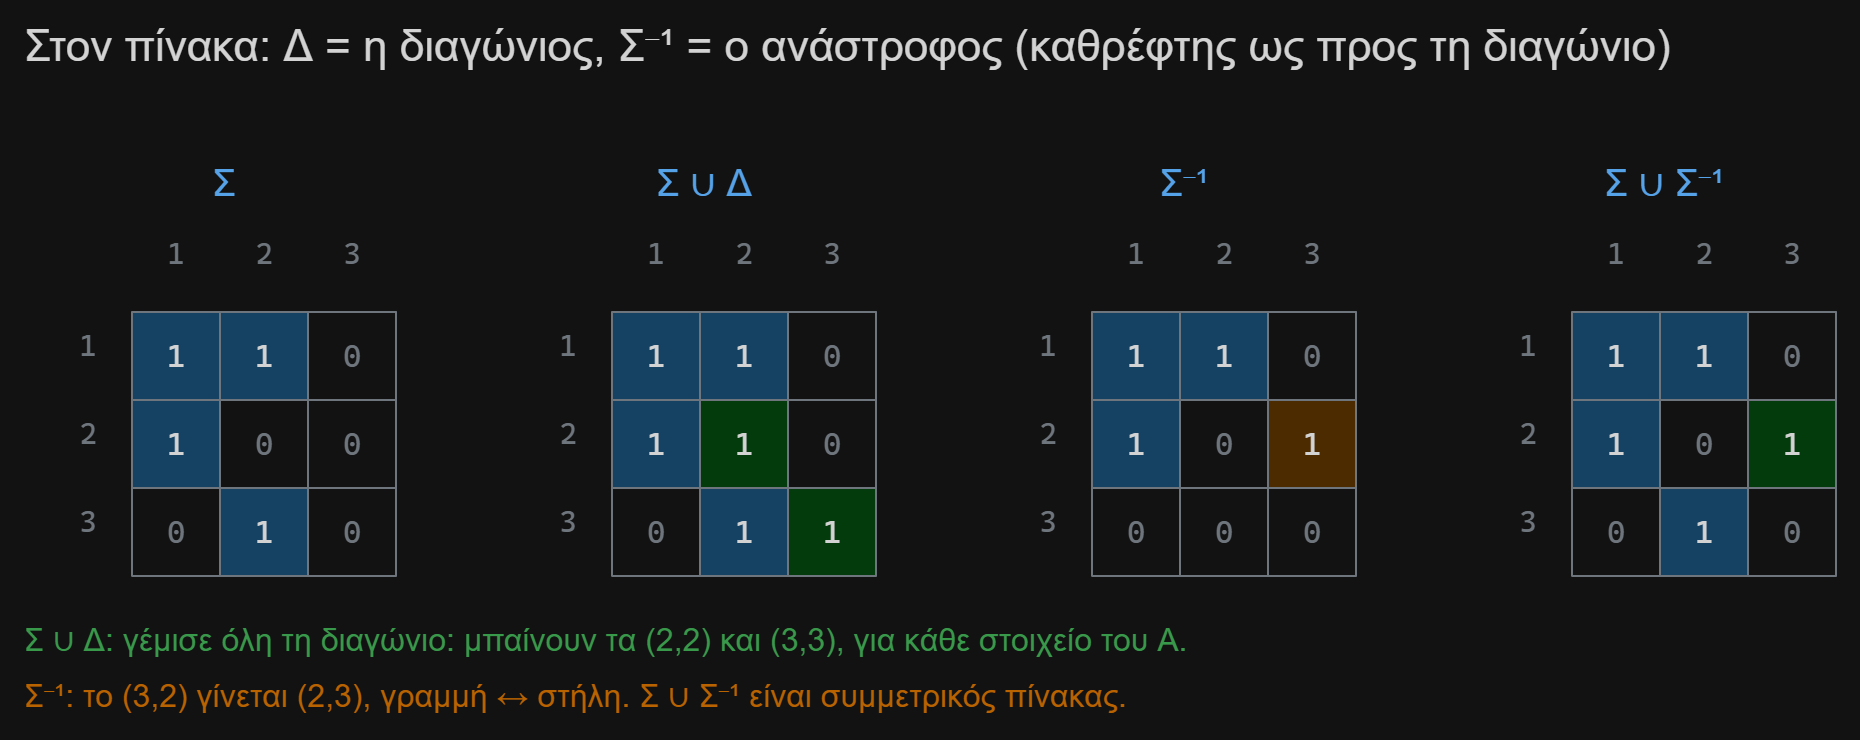 Στον πίνακα: Δ = η διαγώνιος, Σ⁻¹ = ο ανάστροφος (καθρέφτης ως προς τη διαγώνιο)
Σ
1 2 3
1 1 1 0
2 1 0 0
3 0 1 0
Σ ∪ Δ
1 2 3
1 1 1 0
2 1 1 0
3 0 1 1
Σ⁻¹
1 2 3
1 1 1 0
2 1 0 1
3 0 0 0
Σ ∪ Σ⁻¹
1 2 3
1 1 1 0
2 1 0 1
3 0 1 0
Σ ∪ Δ: γέμισε όλη τη διαγώνιο: μπαίνουν τα (2,2) και (3,3), για κάθε στοιχείο του Α.
Σ⁻¹: το (3,2) γίνεται (2,3), γραμμή ↔ στήλη. Σ ∪ Σ⁻¹ είναι συμμετρικός πίνακας.